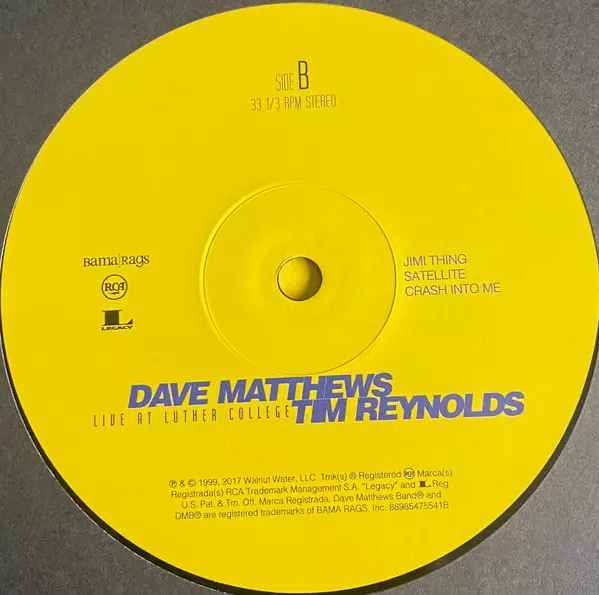 SIDE B
33 1/3 RPM STEREO
Bama|Rags
RCA
L
LEGACY
JIMI THING
SATELLITE
CRASH INTO ME
DAVE MATTHEWS
LIVE AT LUTHER COLLEGE TIM REYNOLDS
℗ & © 1999, 2017 Walnut Water, LLC. Tmk(s) ® Registered RCA Marca(s)
Registrada(s) RCA Trademark Management S.A. "Legacy" and L Reg.
U.S. Pat. & Tm. Off. Marca Registrada. Dave Matthews Band® and
DMB® are registered trademarks of BAMA RAGS, Inc. 88985475541B